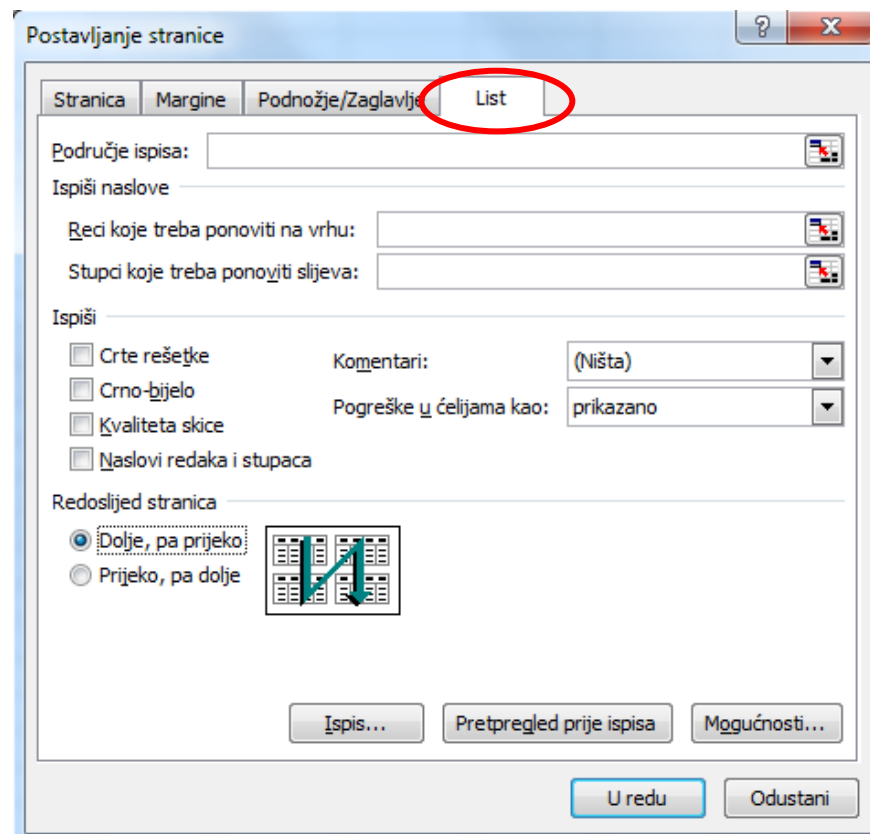 Postavljanje stranice
Stranica Margine Podnožje/Zaglavlje List
Područje ispisa:
Ispiši naslove
Reci koje treba ponoviti na vrhu:
Stupci koje treba ponoviti slijeva:
Ispiši
Crte rešetke Komentari: (Ništa)
Crno-bijelo
Pogreške u ćelijama kao: prikazano
Kvaliteta skice
Naslovi redaka i stupaca
Redoslijed stranica
Dolje, pa prijeko
Prijeko, pa dolje
Ispis... Pretpregled prije ispisa Mogućnosti...
U redu Odustani